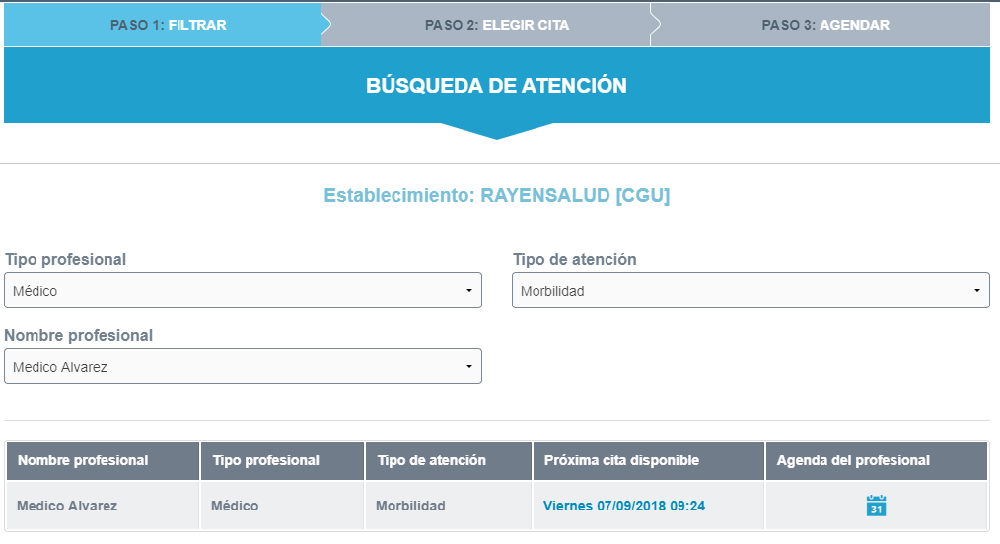 PASO 1: FILTRAR PASO 2: ELEGIR CITA PASO 3: AGENDAR
BÚSQUEDA DE ATENCIÓN
Establecimiento: RAYENSALUD [CGU]
Tipo profesional Tipo de atención
Médico Morbilidad
Nombre profesional
Medico Alvarez
Nombre profesional Tipo profesional Tipo de atención Próxima cita disponible Agenda del profesional
Medico Alvarez Médico Morbilidad Viernes 07/09/2018 09:24 31